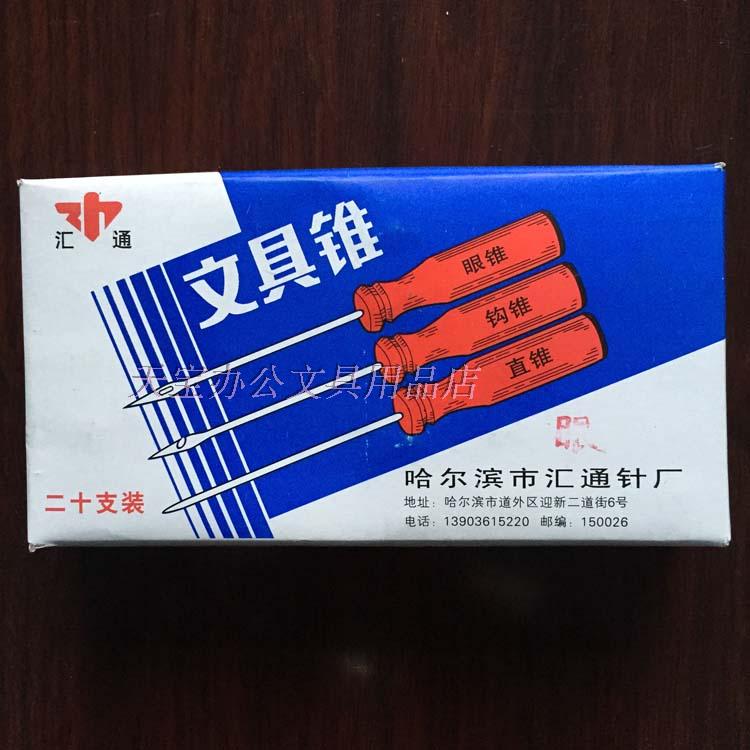 汇通
文具锥
眼锥
钩锥
直锥
天宝办公文具用品店
眼
二十支装
哈尔滨市汇通针厂
地址：哈尔滨市道外区迎新二道街6号
电话：13903615220 邮编：150026